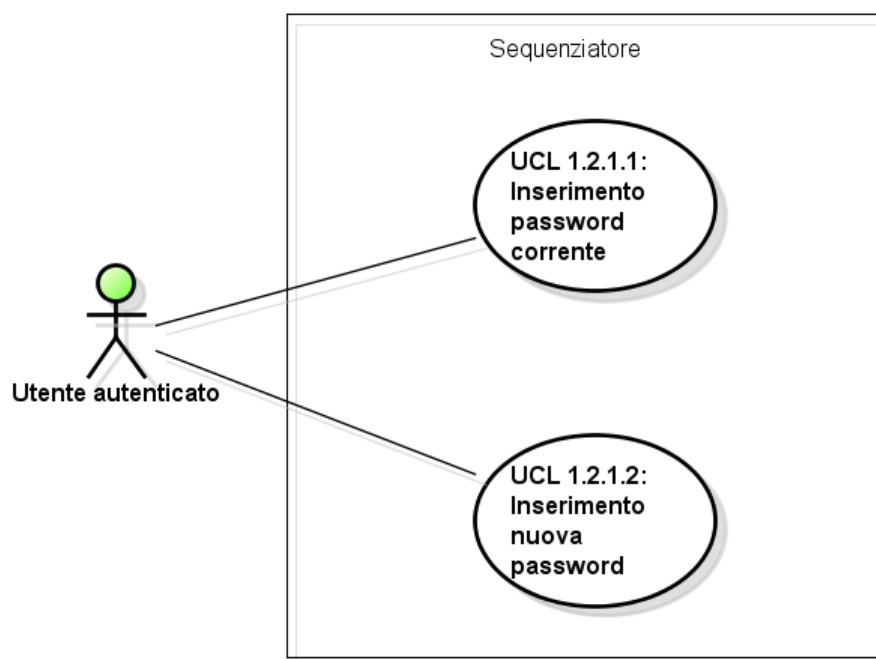 Sequenziatore
UCL 1.2.1.1:
Inserimento
password
corrente
Utente autenticato
UCL 1.2.1.2:
Inserimento
nuova
password